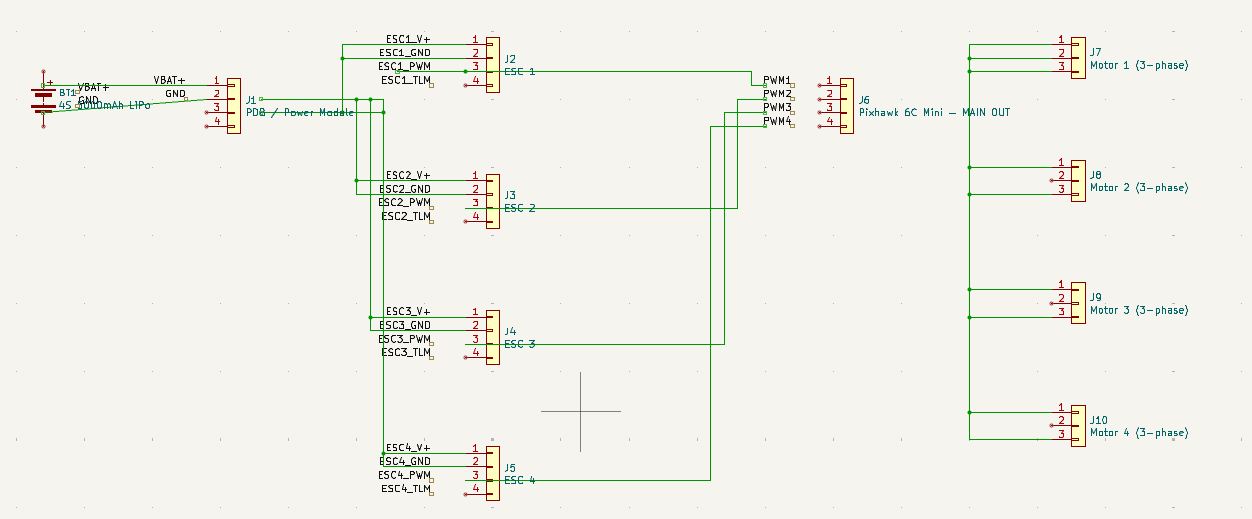 VBAT+
GND
BT1
4S 5000mAh LiPo
VBAT+
GND
1
2
3
4
J1
PDB / Power Module
ESC1_V+
ESC1_GND
ESC1_PWM
ESC1_TLM
1
2
3
4
J2
ESC 1
ESC2_V+
ESC2_GND
ESC2_PWM
ESC2_TLM
1
2
3
4
J3
ESC 2
ESC3_V+
ESC3_GND
ESC3_PWM
ESC3_TLM
1
2
3
4
J4
ESC 3
ESC4_V+
ESC4_GND
ESC4_PWM
ESC4_TLM
1
2
3
4
J5
ESC 4
PWM1
PWM2
PWM3
PWM4
1
2
3
4
J6
Pixhawk 6C Mini — MAIN OUT
1
2
3
J7
Motor 1 (3-phase)
1
2
3
J8
Motor 2 (3-phase)
1
2
3
J9
Motor 3 (3-phase)
1
2
3
J10
Motor 4 (3-phase)